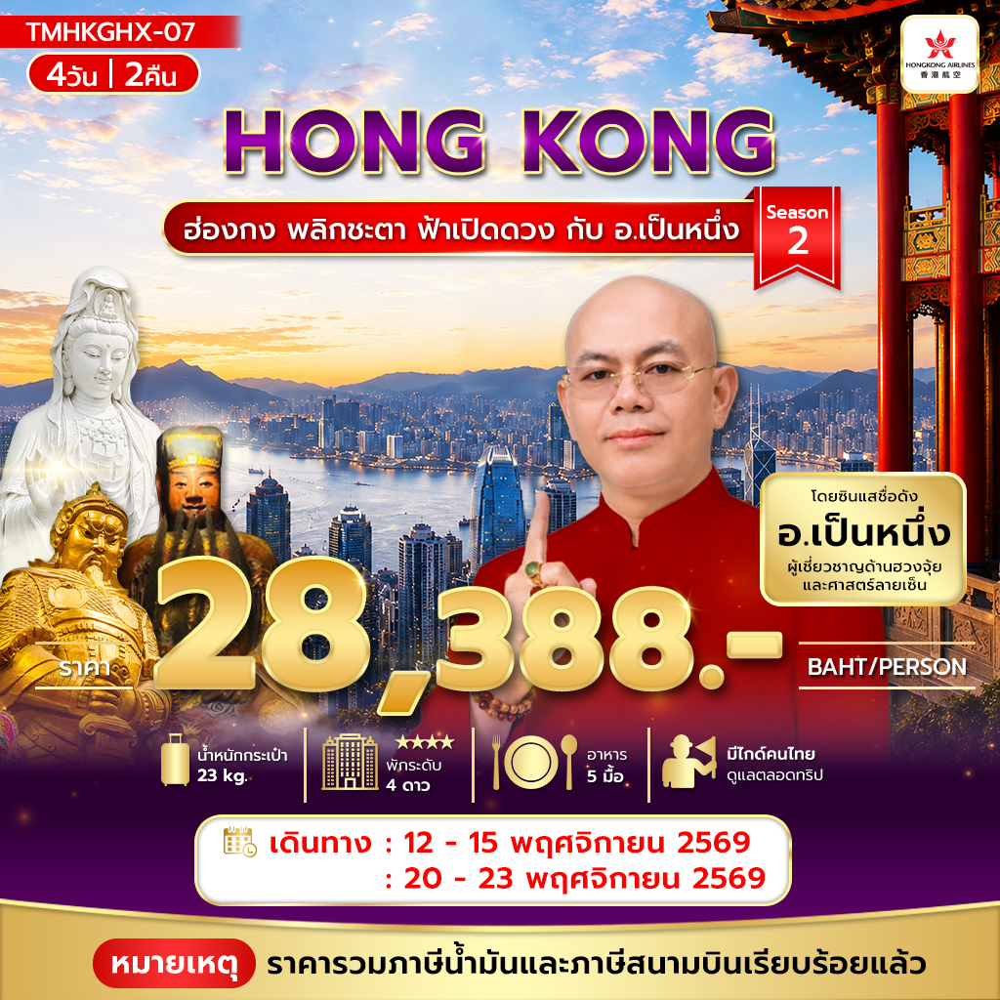 TMHKGHX-07
4วัน | 2คืน
HONGKONG AIRLINES
香港航空
HONG KONG
ฮ่องกง พลิกชะตา ฟ้าเปิดดวง กับ อ.เป็นหนึ่ง
Season
2
โดยซินแสชื่อดัง
อ.เป็นหนึ่ง
ผู้เชี่ยวชาญด้านฮวงจุ้ย
และศาสตร์ลายเซ็น
ราคา 28,388.- BAHT/PERSON
น้ำหนักกระเป๋า
23 kg.
พักระดับ
4 ดาว
อาหาร
5 มื้อ
มีไกด์คนไทย
ดูแลตลอดทริป
เดินทาง : 12 - 15 พฤศจิกายน 2569
: 20 - 23 พฤศจิกายน 2569
หมายเหตุ ราคารวมภาษีน้ำมันและภาษีสนามบินเรียบร้อยแล้ว